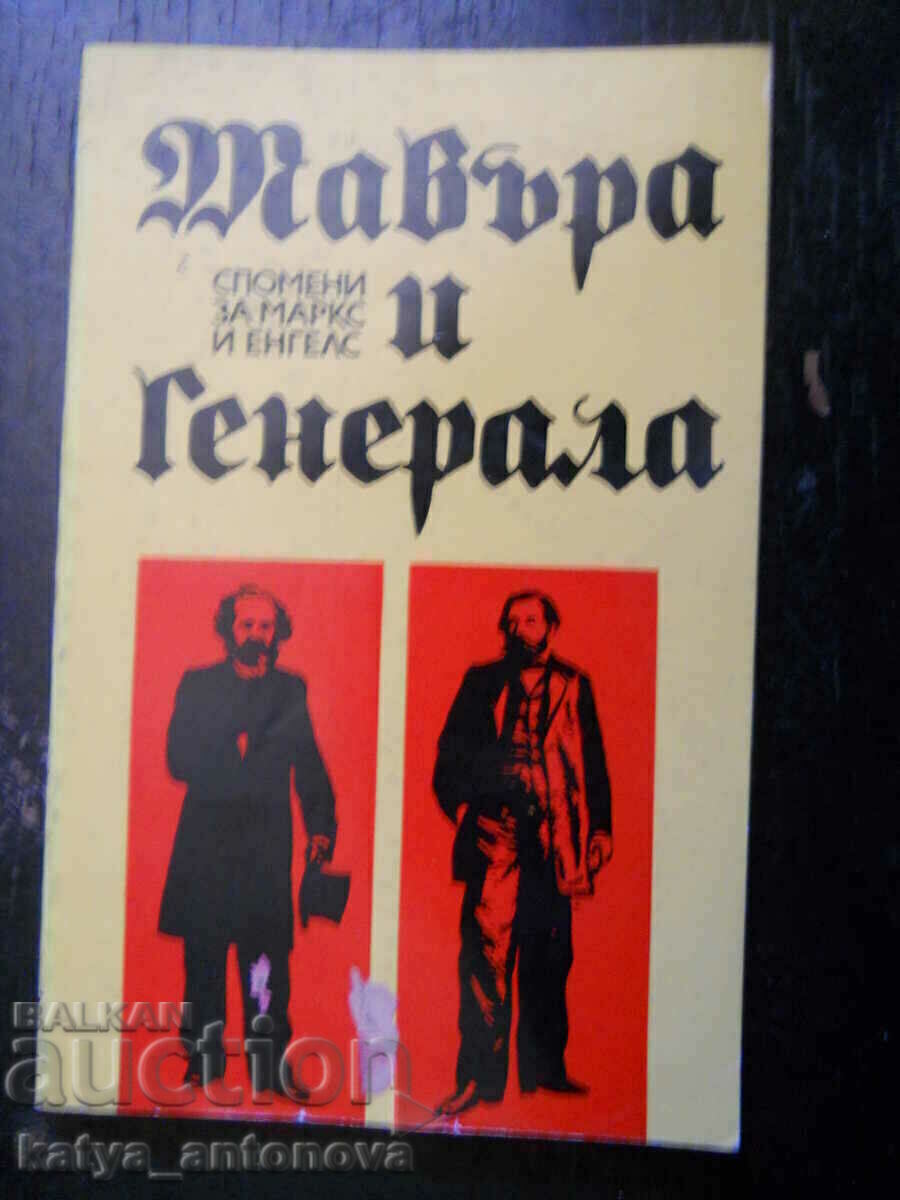 Мавъра
и
Генерала
СПОМЕНИ
ЗА МАРКС
И ЕНГЕЛС
BALKAN
auction
katya_antonova